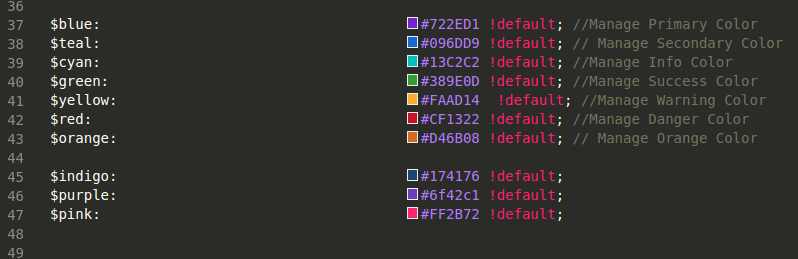 36
37 $blue: #722ED1 !default; //Manage Primary Color
38 $teal: #096DD9 !default; // Manage Secondary Color
39 $cyan: #13C2C2 !default; //Manage Info Color
40 $green: #389E0D !default; //Manage Success Color
41 $yellow: #FAAD14  !default; //Manage Warning Color
42 $red: #CF1322 !default; //Manage Danger Color
43 $orange: #D46B08 !default; // Manage Orange Color
44
45 $indigo: #174176 !default;
46 $purple: #6f42c1 !default;
47 $pink: #FF2B72 !default;
48
49